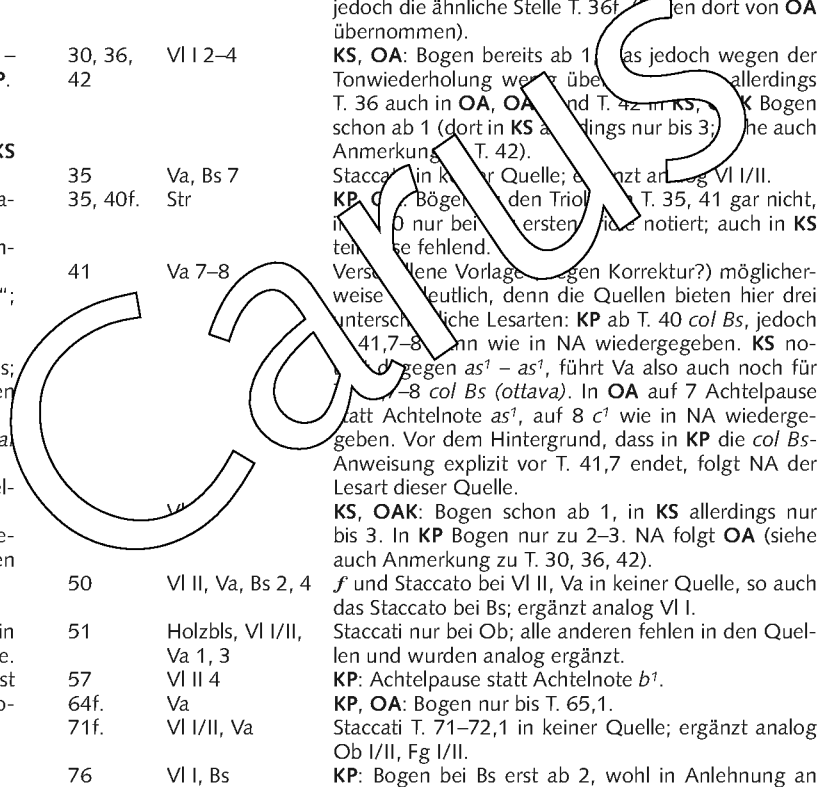 jedoch die ähnliche Stelle T. 36f. dort von OA
übernommen).
– 30, 36, Vl I 2–4 KS, OA: Bogen bereits ab 1, jedoch wegen der
P. 42 Tonwiederholung allerdings
T. 36 auch in OA, T. 42 in KS, Bogen
schon ab 1 (dort in KS nur bis 3; auch
KS Anmerkung T. 42).
35 Va, Bs 7 Staccato in Quelle; Vl I/II.
a- 35, 40f. Str KP, Bögen den T. 35, 41 gar nicht,
nur bei ersten notiert; auch in KS
n- fehlend.
41 Va 7–8 Vorlage Korrektur?) möglicher-
“; weise denn die Quellen bieten hier drei
Lesarten: KP ab T. 40 col Bs, jedoch
41,7–8 wie in NA wiedergegeben. KS no-
s; as¹ – as¹, führt Va also auch noch für
en –8 col Bs (ottava). In OA auf 7 Achtelpause
statt Achtelnote as¹, auf 8 c¹ wie in NA wiederge-
al geben. Vor dem Hintergrund, dass in KP die col Bs-
Anweisung explizit vor T. 41,7 endet, folgt NA der
el- Lesart dieser Quelle.
KS, OAK: Bogen schon ab 1, in KS allerdings nur
e- bis 3. In KP Bogen nur zu 2–3. NA folgt OA (siehe
en auch Anmerkung zu T. 30, 36, 42).
50 Vl II, Va, Bs 2, 4 f und Staccato bei Vl II, Va in keiner Quelle, so auch
das Staccato bei Bs; ergänzt analog Vl I.
in 51 Holzbls, Vl I/II, Staccati nur bei Ob; alle anderen fehlen in den Quel-
e. Va 1, 3 len und wurden analog ergänzt.
st 57 Vl II 4 KP: Achtelpause statt Achtelnote b¹.
o- 64f. Va KP, OA: Bogen nur bis T. 65,1.
71f. Vl I/II, Va Staccati T. 71–72,1 in keiner Quelle; ergänzt analog
Ob I/II, Fg I/II.
76 Vl I, Bs KP: Bogen bei Bs erst ab 2, wohl in Anlehnung an
Carus